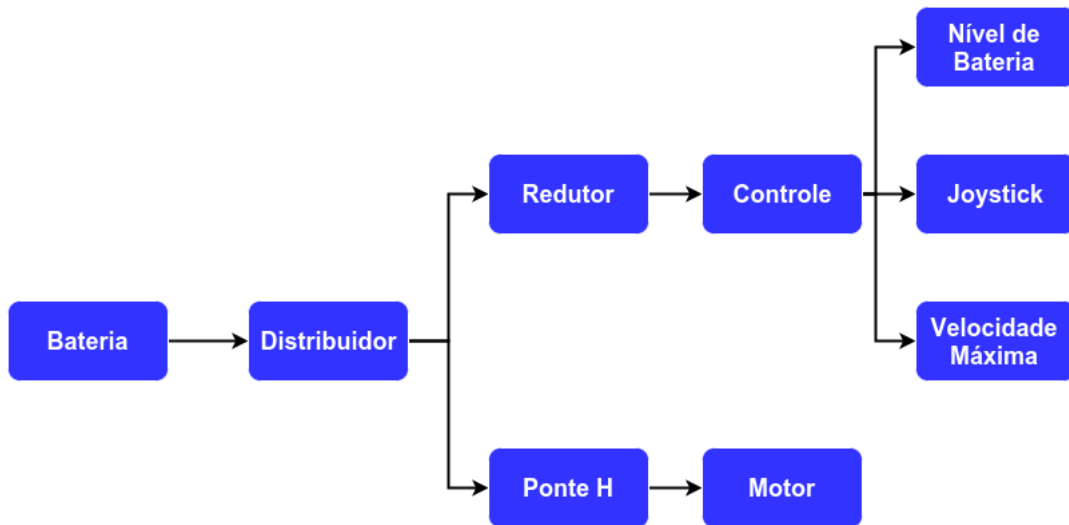 Nível de
Bateria
Redutor
Controle
Joystick
Bateria
Distribuidor
Velocidade
Máxima
Ponte H
Motor